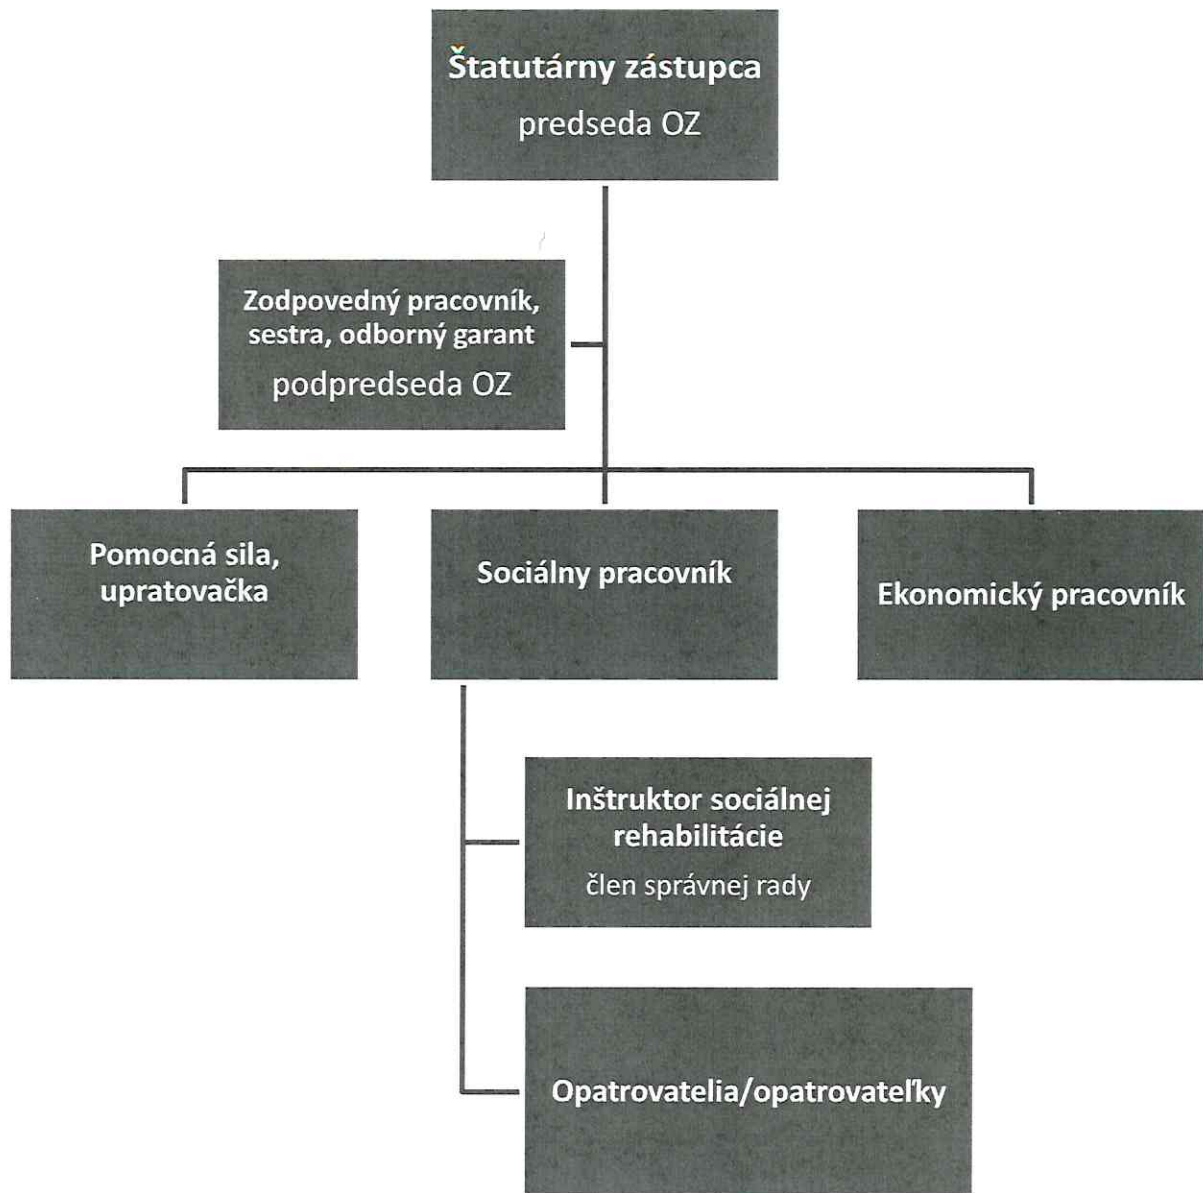 Štatutárny zástupca
predseda OZ
Zodpovedný pracovník,
sestra, odborný garant
podpredseda OZ
Pomocná sila,
upratovačka
Sociálny pracovník
Ekonomický pracovník
Inštruktor sociálnej
rehabilitácie
člen správnej rady
Opatrovatelia/opatrovateľky